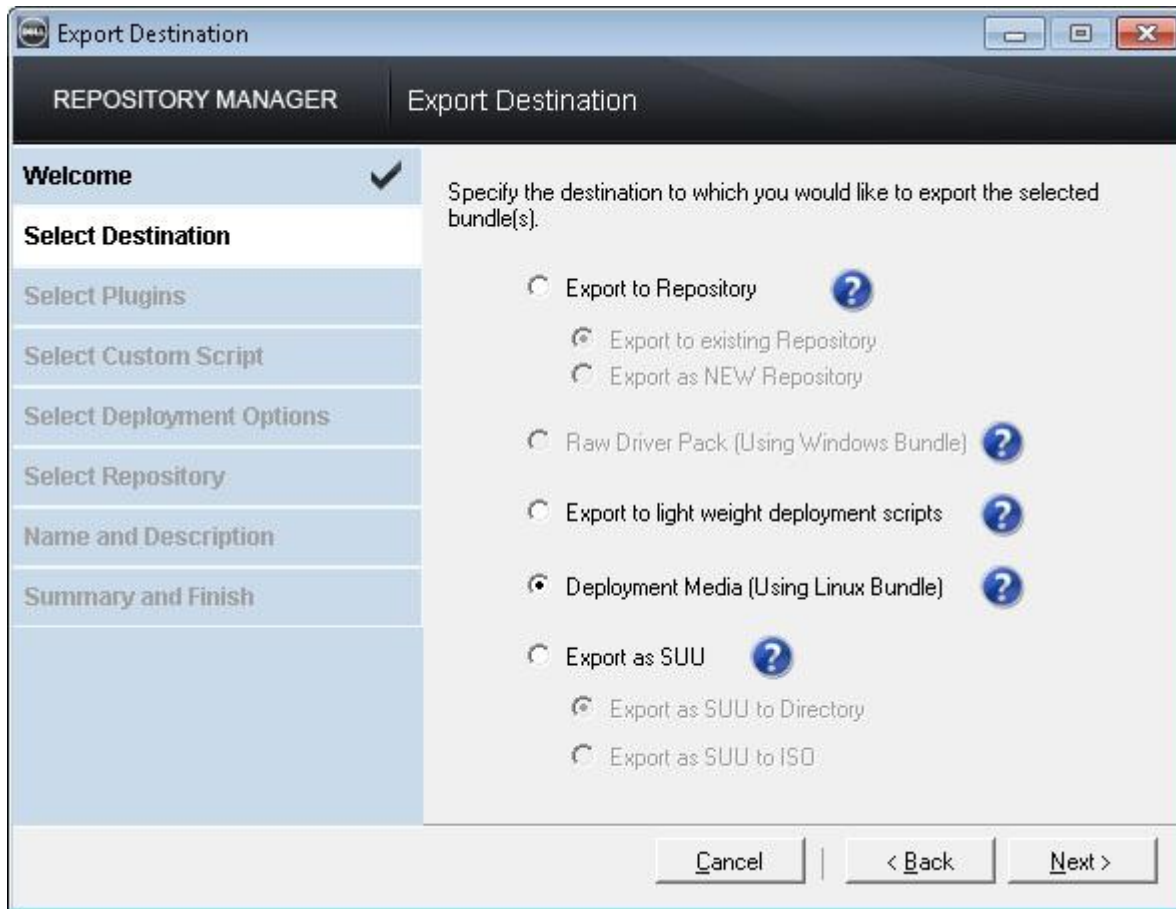 Export Destination
REPOSITORY MANAGER
Export Destination
Welcome
Select Destination
Select Plugins
Select Custom Script
Select Deployment Options
Select Repository
Name and Description
Summary and Finish
Specify the destination to which you would like to export the selected
bundle(s).
Export to Repository ?
Export to existing Repository
Export as NEW Repository
Raw Driver Pack (Using Windows Bundle) ?
Export to light weight deployment scripts ?
Deployment Media (Using Linux Bundle) ?
Export as SUU ?
Export as SUU to Directory
Export as SUU to ISO
Cancel
< Back
Next >